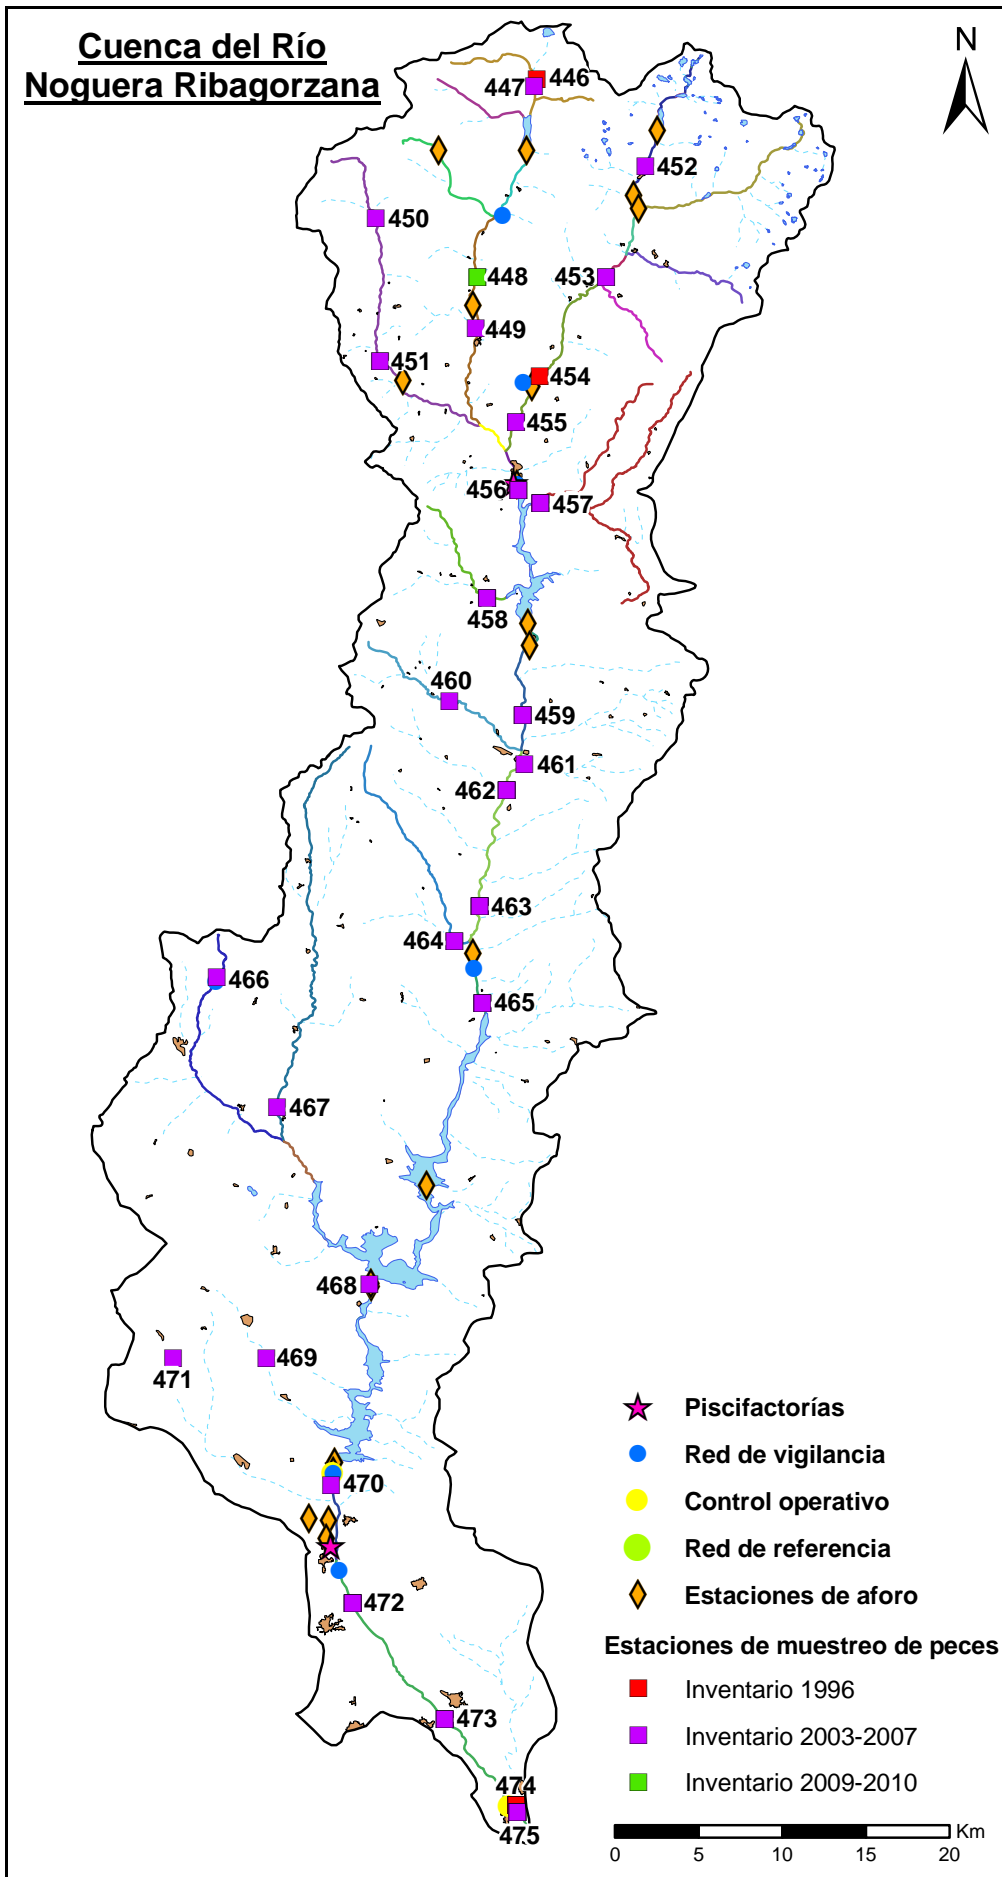 Cuenca del Río
Noguera Ribagorzana
N
446
447
452
450
448
453
449
451
454
455
456
457
458
460
459
461
462
463
464
465
466
467
468
469
471
470
472
473
474
475
Piscifactorías
Red de vigilancia
Control operativo
Red de referencia
Estaciones de aforo
Estaciones de muestreo de peces
Inventario 1996
Inventario 2003-2007
Inventario 2009-2010
Km
0 5 10 15 20